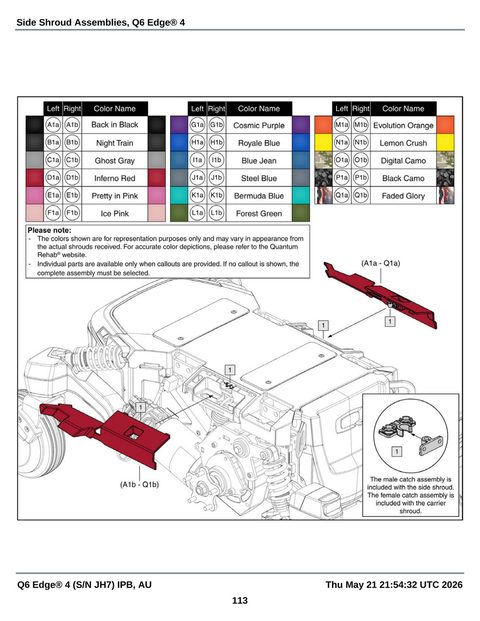 Side Shroud Assemblies, Q6 Edge® 4
Left Right Color Name
A1a A1b Back in Black
B1a B1b Night Train
C1a C1b Ghost Gray
D1a D1b Inferno Red
E1a E1b Pretty in Pink
F1a F1b Ice Pink
Left Right Color Name
G1a G1b Cosmic Purple
H1a H1b Royale Blue
I1a I1b Blue Jean
J1a J1b Steel Blue
K1a K1b Bermuda Blue
L1a L1b Forest Green
Left Right Color Name
M1a M1b Evolution Orange
N1a N1b Lemon Crush
O1a O1b Digital Camo
P1a P1b Black Camo
Q1a Q1b Faded Glory
Please note:
- The colors shown are for representation purposes only and may vary in appearance from
the actual shrouds received. For accurate color depictions, please refer to the Quantum
Rehab® website.
- Individual parts are available only when callouts are provided. If no callout is shown, the
complete assembly must be selected.
(A1a - Q1a)
1
1
1
1
(A1b - Q1b)
1
The male catch assembly is
included with the side shroud.
The female catch assembly is
included with the carrier
shroud.
Q6 Edge® 4 (S/N JH7) IPB, AU
Thu May 21 21:54:32 UTC 2026
113